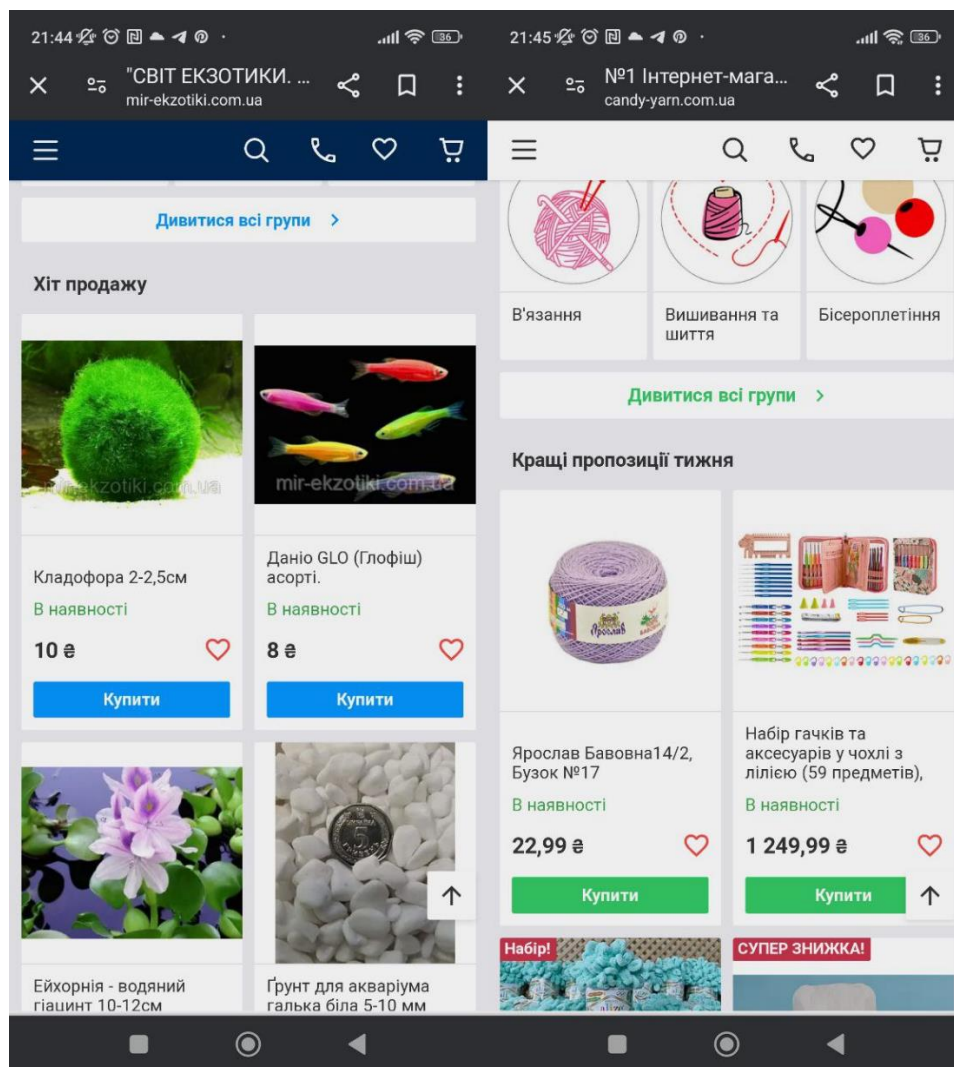 21:44
36
"СВІТ ЕКЗОТИКИ. ...
mir-ekzotiki.com.ua
Дивитися всі групи >
Хіт продажу
mir-ekzotiki.com.ua
mir-ekzotiki.com.ua
Кладофора 2-2,5см
В наявності
10 ₴
Купити
Даніо GLO (Глофіш)
асорті.
В наявності
8 ₴
Купити
5
Ейхорнія - водяний
гіацинт 10-12см
Ґрунт для акваріума
галька біла 5-10 мм
21:45
36
№1 Інтернет-мага...
candy-yarn.com.ua
В'язання
Вишивання та
шиття
Бісероплетіння
Дивитися всі групи >
Кращі пропозиції тижня
Ярослав
Ярослав Бавовна14/2,
Бузок №17
В наявності
22,99 ₴
Купити
Набір гачків та
аксесуарів у чохлі з
лілією (59 предметів),
В наявності
1 249,99 ₴
Купити
Набір!
СУПЕР ЗНИЖКА!